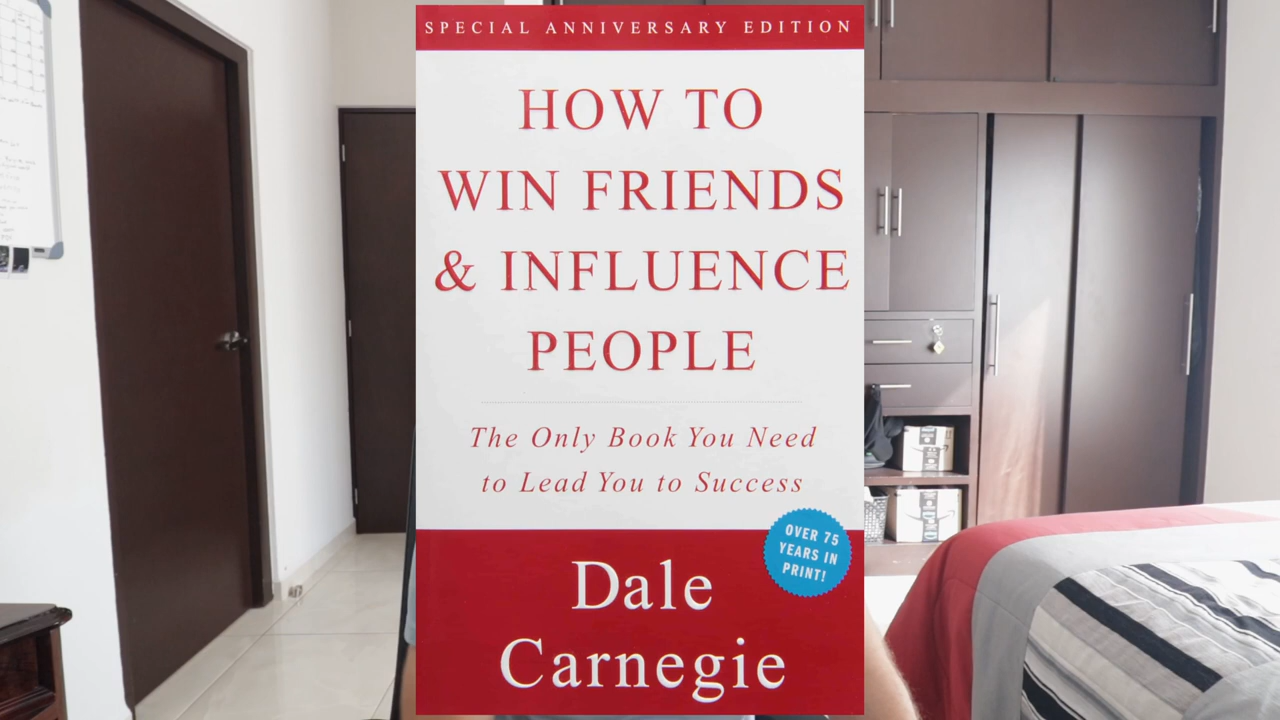 SPECIAL ANNIVERSARY EDITION
HOW TO
WIN FRIENDS
& INFLUENCE
PEOPLE
The Only Book You Need
to Lead You to Success
OVER 75
YEARS IN
PRINT!
Dale
Carnegie